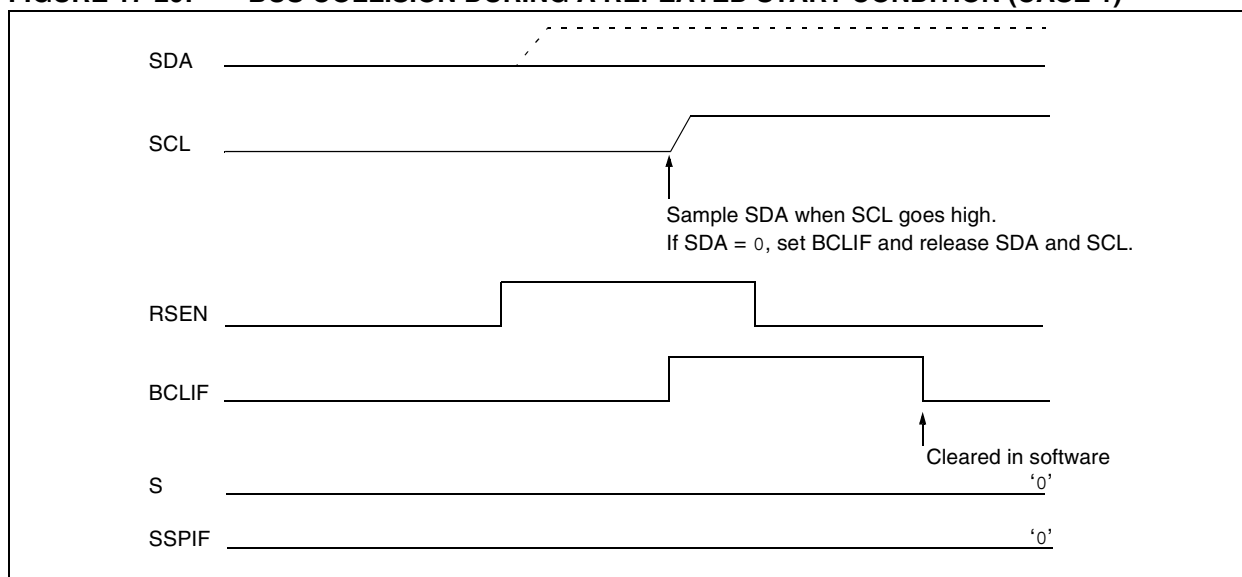 SDA
SCL
Sample SDA when SCL goes high.
If SDA = 0, set BCLIF and release SDA and SCL.
RSEN
BCLIF
Cleared in software
S
‘0’
SSPIF
‘0’